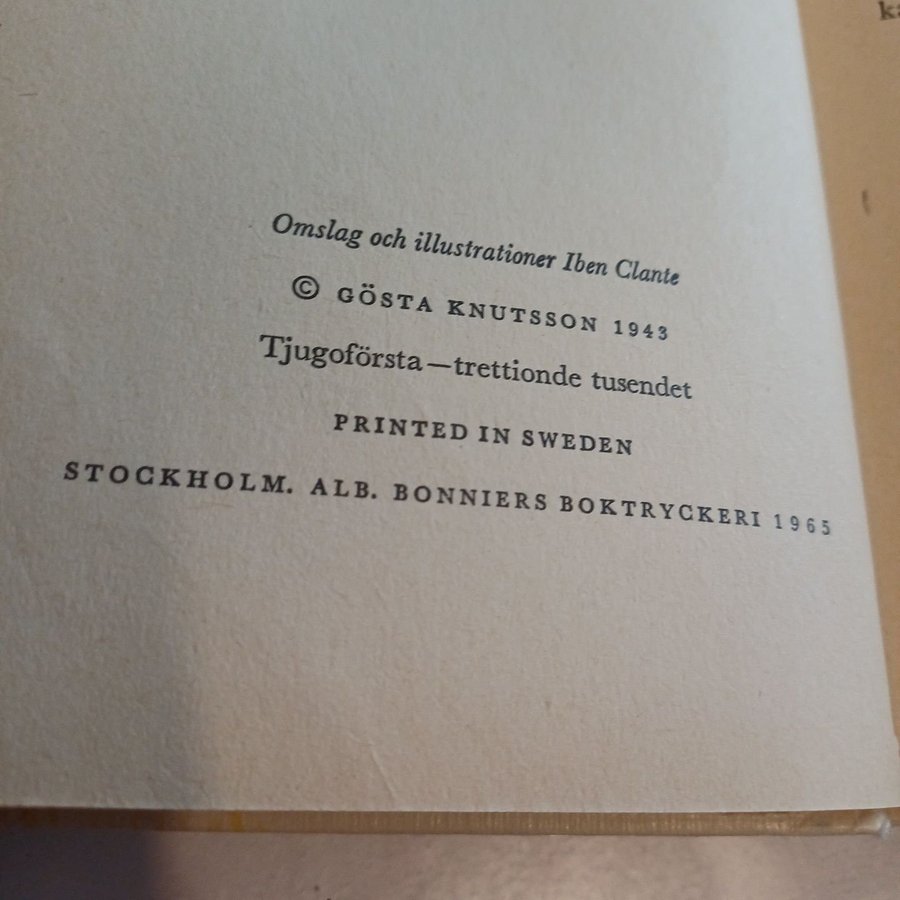 Omslag och illustrationer Iben Clante
© GÖSTA KNUTSSON 1943
Tjugoförsta—trettionde tusendet
PRINTED IN SWEDEN
STOCKHOLM. ALB. BONNIERS BOKTRYCKERI 1965